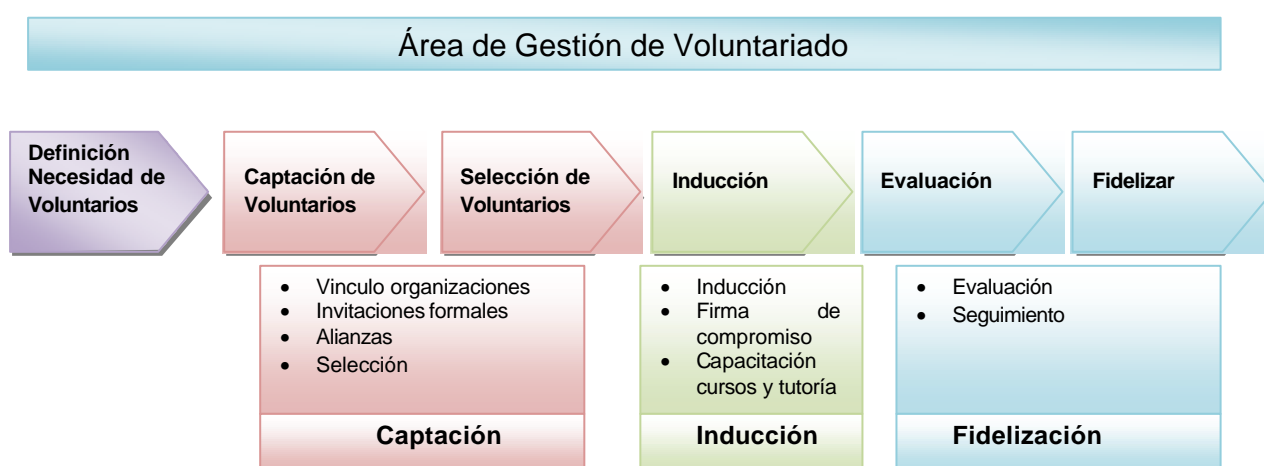 Área de Gestión de Voluntariado
Definición
Necesidad de
Voluntarios
Captación de
Voluntarios
Selección de
Voluntarios
Inducción
Evaluación
Fidelizar
• Vinculo organizaciones
• Invitaciones formales
• Alianzas
• Selección
Captación
• Inducción
• Firma de
compromiso
• Capacitación
cursos y tutoría
Inducción
• Evaluación
• Seguimiento
Fidelización